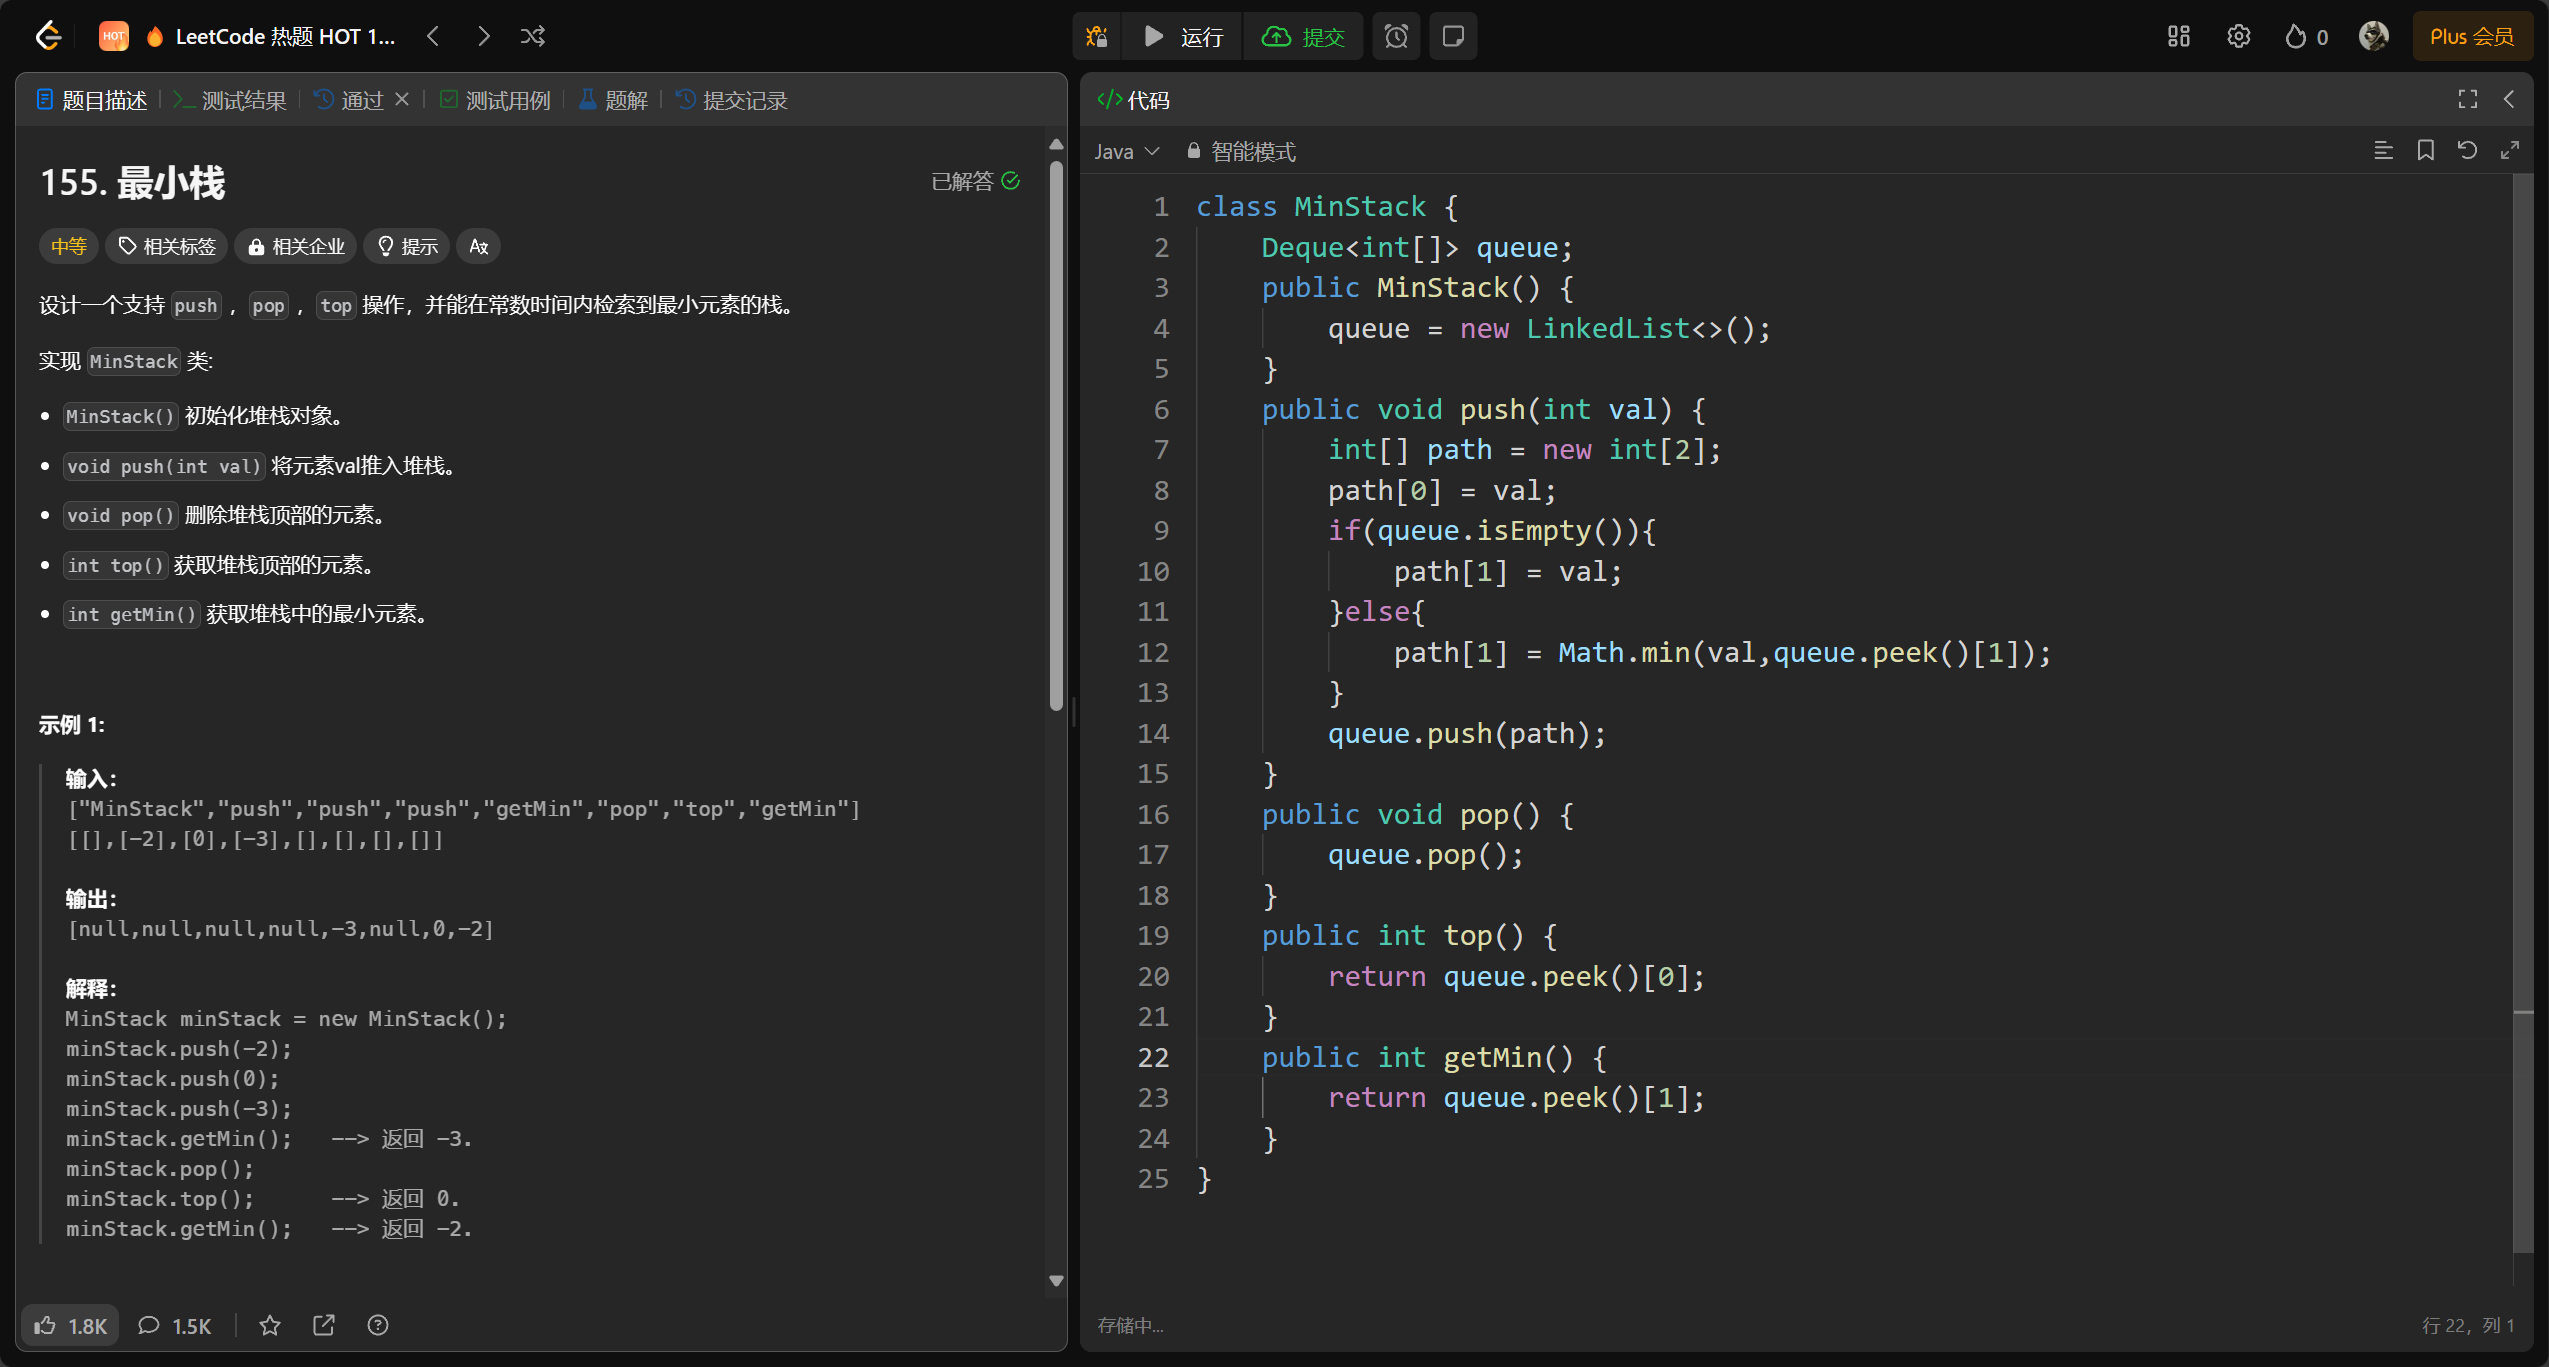 HOT LeetCode 热题 HOT 1...
运行
提交
0
Plus 会员
题目描述
测试结果
通过
测试用例
题解
提交记录
155. 最小栈
已解答
中等
相关标签
相关企业
提示
设计一个支持 push ，pop ，top 操作，并能在常数时间内检索到最小元素的栈。
实现 MinStack 类:
MinStack() 初始化堆栈对象。
void push(int val) 将元素val推入堆栈。
void pop() 删除堆栈顶部的元素。
int top() 获取堆栈顶部的元素。
int getMin() 获取堆栈中的最小元素。
示例 1:
输入：
["MinStack","push","push","push","getMin","pop","top","getMin"]
[[],[-2],[0],[-3],[],[],[],[]]
输出：
[null,null,null,null,-3,null,0,-2]
解释：
MinStack minStack = new MinStack();
minStack.push(-2);
minStack.push(0);
minStack.push(-3);
minStack.getMin();   --> 返回 -3.
minStack.pop();
minStack.top();      --> 返回 0.
minStack.getMin();   --> 返回 -2.
1.8K
1.5K
</>代码
Java
智能模式
1 class MinStack {
2     Deque<int[]> queue;
3     public MinStack() {
4         queue = new LinkedList<>();
5     }
6     public void push(int val) {
7         int[] path = new int[2];
8         path[0] = val;
9         if(queue.isEmpty()){
10             path[1] = val;
11         }else{
12             path[1] = Math.min(val,queue.peek()[1]);
13         }
14         queue.push(path);
15     }
16     public void pop() {
17         queue.pop();
18     }
19     public int top() {
20         return queue.peek()[0];
21     }
22     public int getMin() {
23         return queue.peek()[1];
24     }
25 }
存储中...
行 22，列 1